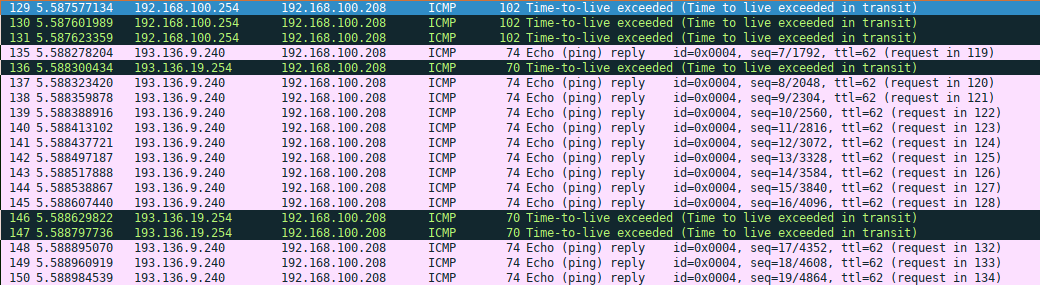 129 5.587577134 192.168.100.254 192.168.100.208 ICMP 102 Time-to-live exceeded (Time to live exceeded in transit)
130 5.587601989 192.168.100.254 192.168.100.208 ICMP 102 Time-to-live exceeded (Time to live exceeded in transit)
131 5.587623359 192.168.100.254 192.168.100.208 ICMP 102 Time-to-live exceeded (Time to live exceeded in transit)
135 5.588278204 193.136.9.240 192.168.100.208 ICMP 74 Echo (ping) reply id=0x0004, seq=7/1792, ttl=62 (request in 119)
136 5.588300434 193.136.19.254 192.168.100.208 ICMP 70 Time-to-live exceeded (Time to live exceeded in transit)
137 5.588323420 193.136.9.240 192.168.100.208 ICMP 74 Echo (ping) reply id=0x0004, seq=8/2048, ttl=62 (request in 120)
138 5.588359878 193.136.9.240 192.168.100.208 ICMP 74 Echo (ping) reply id=0x0004, seq=9/2304, ttl=62 (request in 121)
139 5.588388916 193.136.9.240 192.168.100.208 ICMP 74 Echo (ping) reply id=0x0004, seq=10/2560, ttl=62 (request in 122)
140 5.588413102 193.136.9.240 192.168.100.208 ICMP 74 Echo (ping) reply id=0x0004, seq=11/2816, ttl=62 (request in 123)
141 5.588437721 193.136.9.240 192.168.100.208 ICMP 74 Echo (ping) reply id=0x0004, seq=12/3072, ttl=62 (request in 124)
142 5.588497187 193.136.9.240 192.168.100.208 ICMP 74 Echo (ping) reply id=0x0004, seq=13/3328, ttl=62 (request in 125)
143 5.588517888 193.136.9.240 192.168.100.208 ICMP 74 Echo (ping) reply id=0x0004, seq=14/3584, ttl=62 (request in 126)
144 5.588538867 193.136.9.240 192.168.100.208 ICMP 74 Echo (ping) reply id=0x0004, seq=15/3840, ttl=62 (request in 127)
145 5.588607440 193.136.9.240 192.168.100.208 ICMP 74 Echo (ping) reply id=0x0004, seq=16/4096, ttl=62 (request in 128)
146 5.588629822 193.136.19.254 192.168.100.208 ICMP 70 Time-to-live exceeded (Time to live exceeded in transit)
147 5.588797736 193.136.19.254 192.168.100.208 ICMP 70 Time-to-live exceeded (Time to live exceeded in transit)
148 5.588895070 193.136.9.240 192.168.100.208 ICMP 74 Echo (ping) reply id=0x0004, seq=17/4352, ttl=62 (request in 132)
149 5.588960919 193.136.9.240 192.168.100.208 ICMP 74 Echo (ping) reply id=0x0004, seq=18/4608, ttl=62 (request in 133)
150 5.588984539 193.136.9.240 192.168.100.208 ICMP 74 Echo (ping) reply id=0x0004, seq=19/4864, ttl=62 (request in 134)